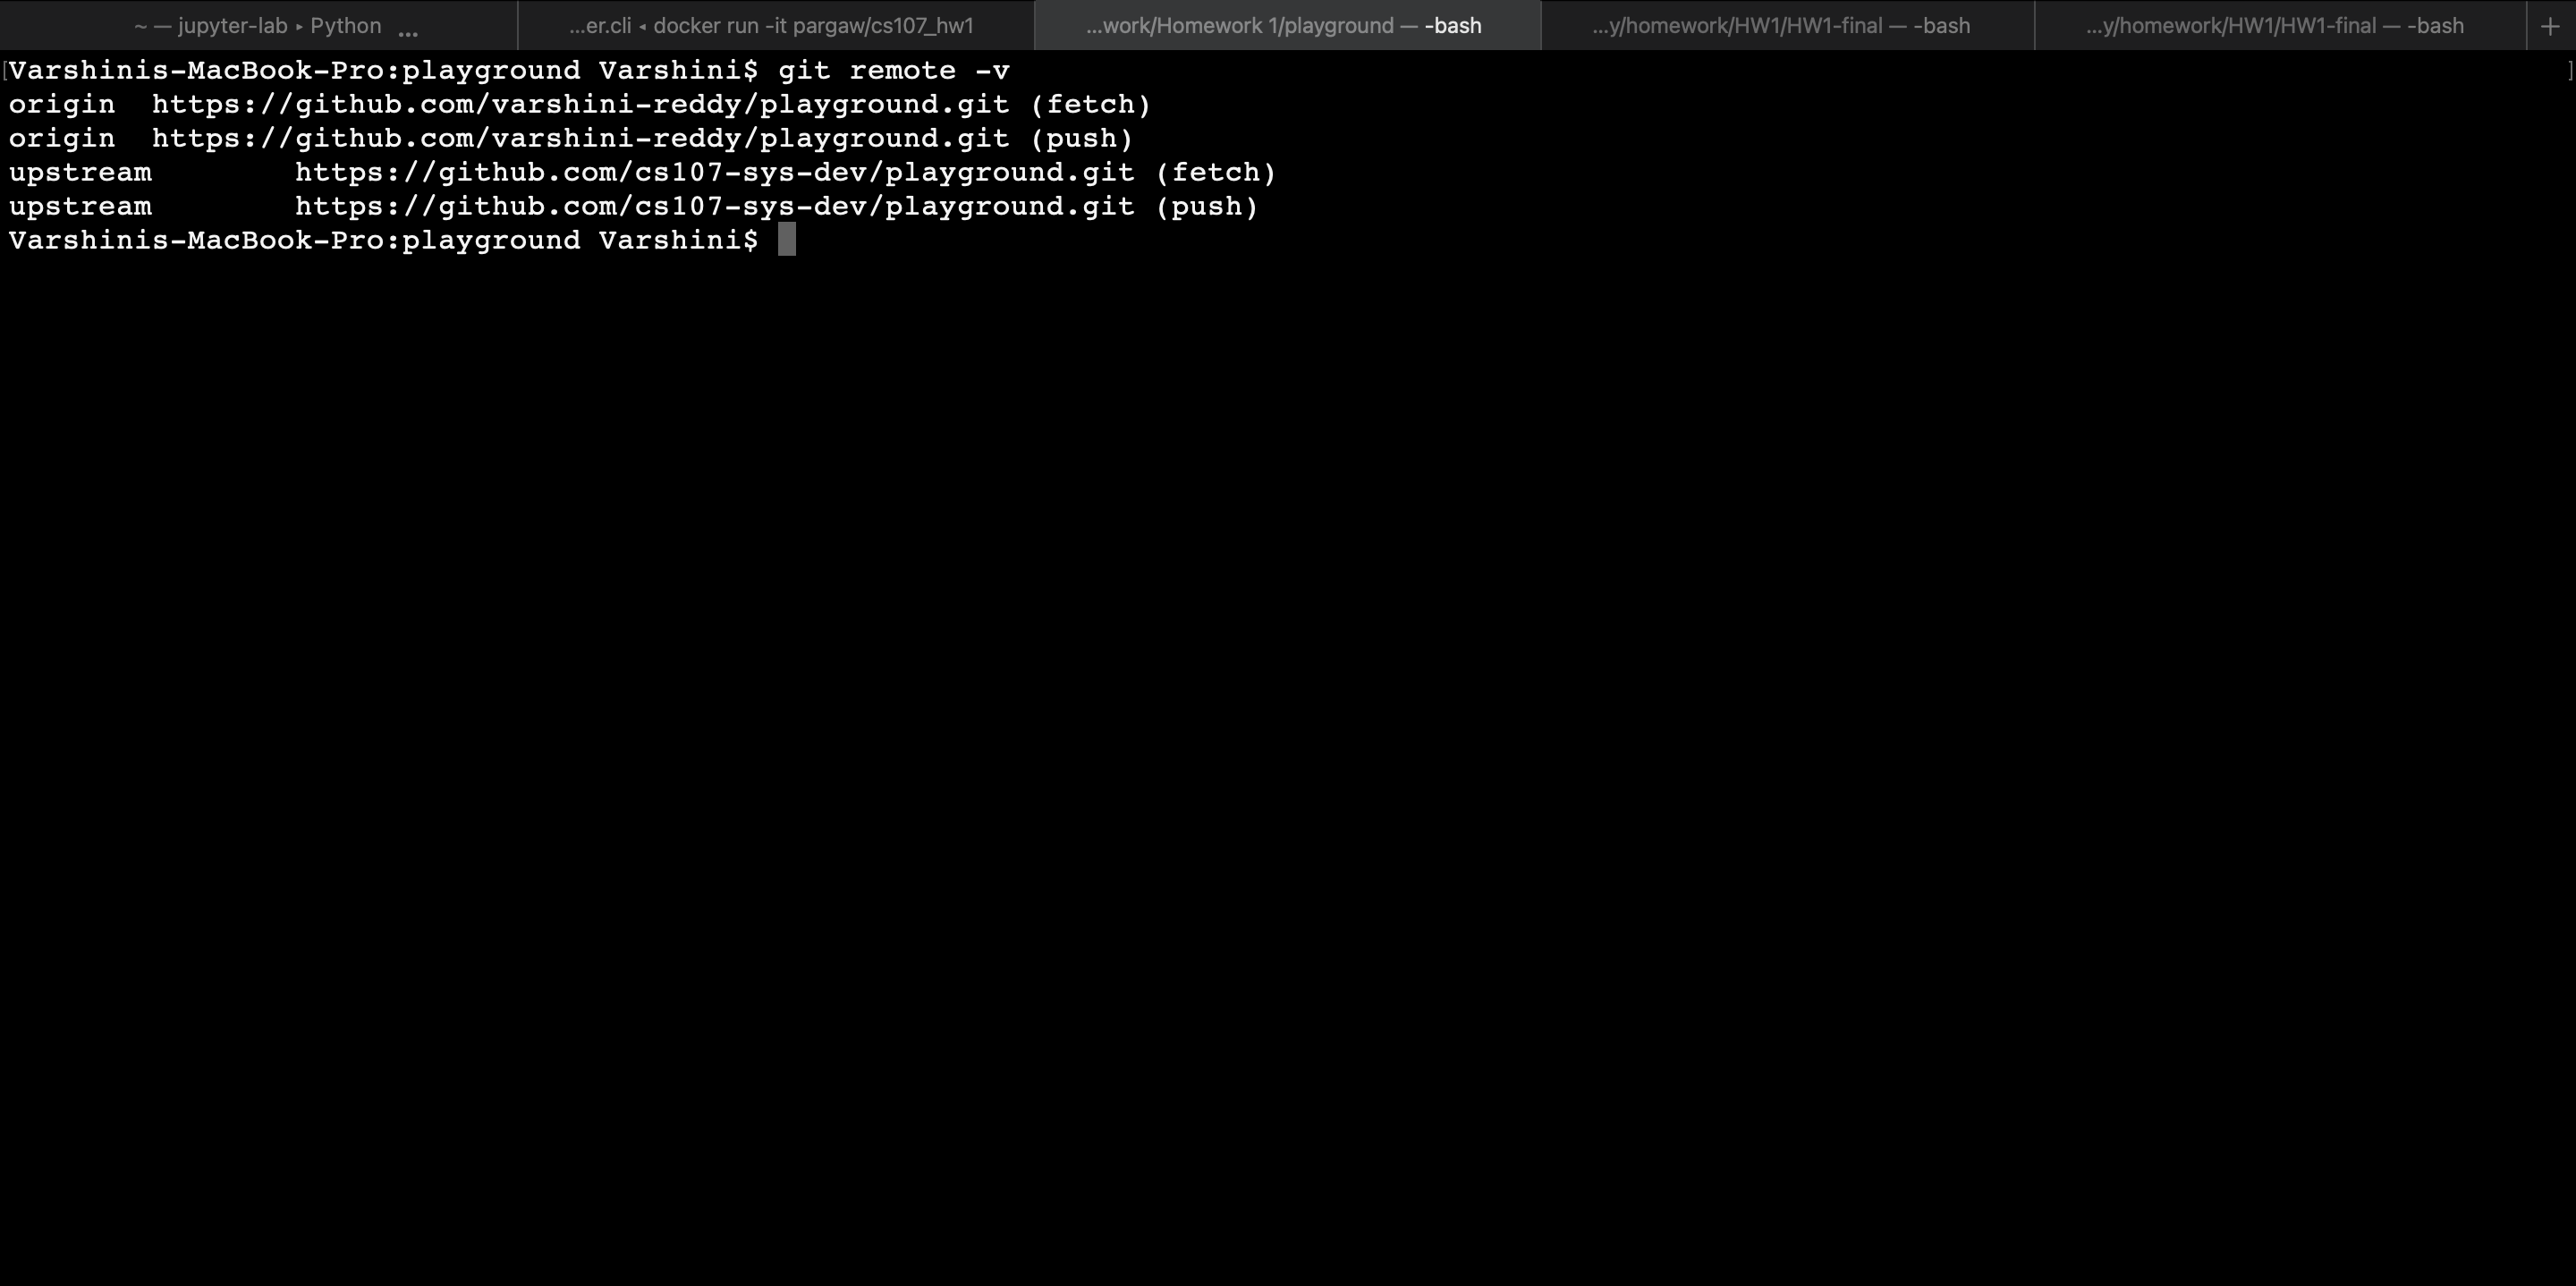 ~ — jupyter-lab ▸ Python ...
...er.cli ◂ docker run -it pargaw/cs107_hw1
...work/Homework 1/playground — -bash
...y/homework/HW1/HW1-final — -bash
...y/homework/HW1/HW1-final — -bash
+
[Varshinis-MacBook-Pro:playground Varshini$ git remote -v ]
origin  https://github.com/varshini-reddy/playground.git (fetch)
origin  https://github.com/varshini-reddy/playground.git (push)
upstream        https://github.com/cs107-sys-dev/playground.git (fetch)
upstream        https://github.com/cs107-sys-dev/playground.git (push)
Varshinis-MacBook-Pro:playground Varshini$